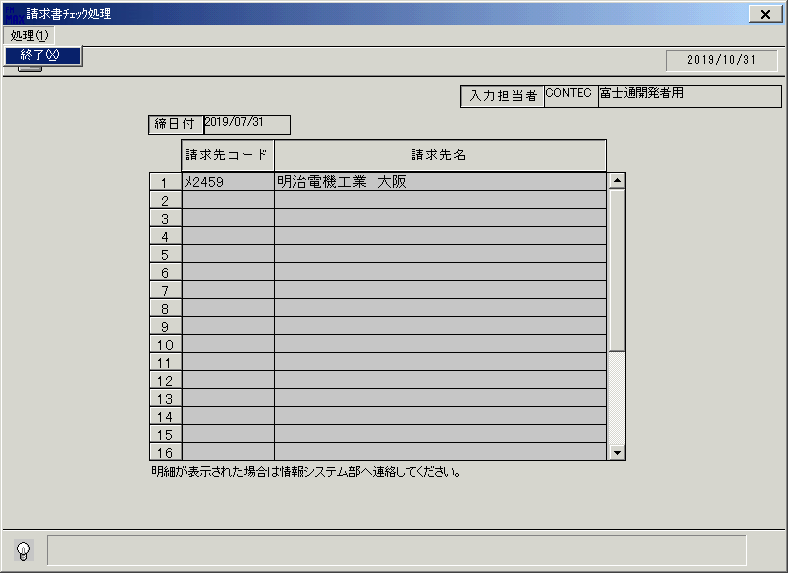 請求書チェック処理
処理(1)
終了(X)
2019/10/31
入力担当者 CONTEC 富士通開発者用
締日付 2019/07/31
請求先コード 請求先名
1 ﾒ2459 明治電機工業 大阪
2
3
4
5
6
7
8
9
10
11
12
13
14
15
16
明細が表示された場合は情報システム部へ連絡してください。